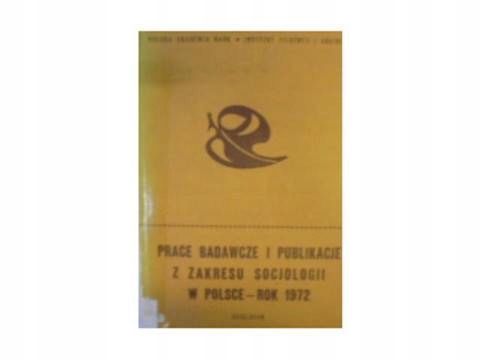 POLSKA AKADEMIA NAUK • INSTYTUT FILOZOFII I
PRACE BADAWCZE I PUBLIKACJE
Z ZAKRESU SOCJOLOGII
W POLSCE – ROK 1972